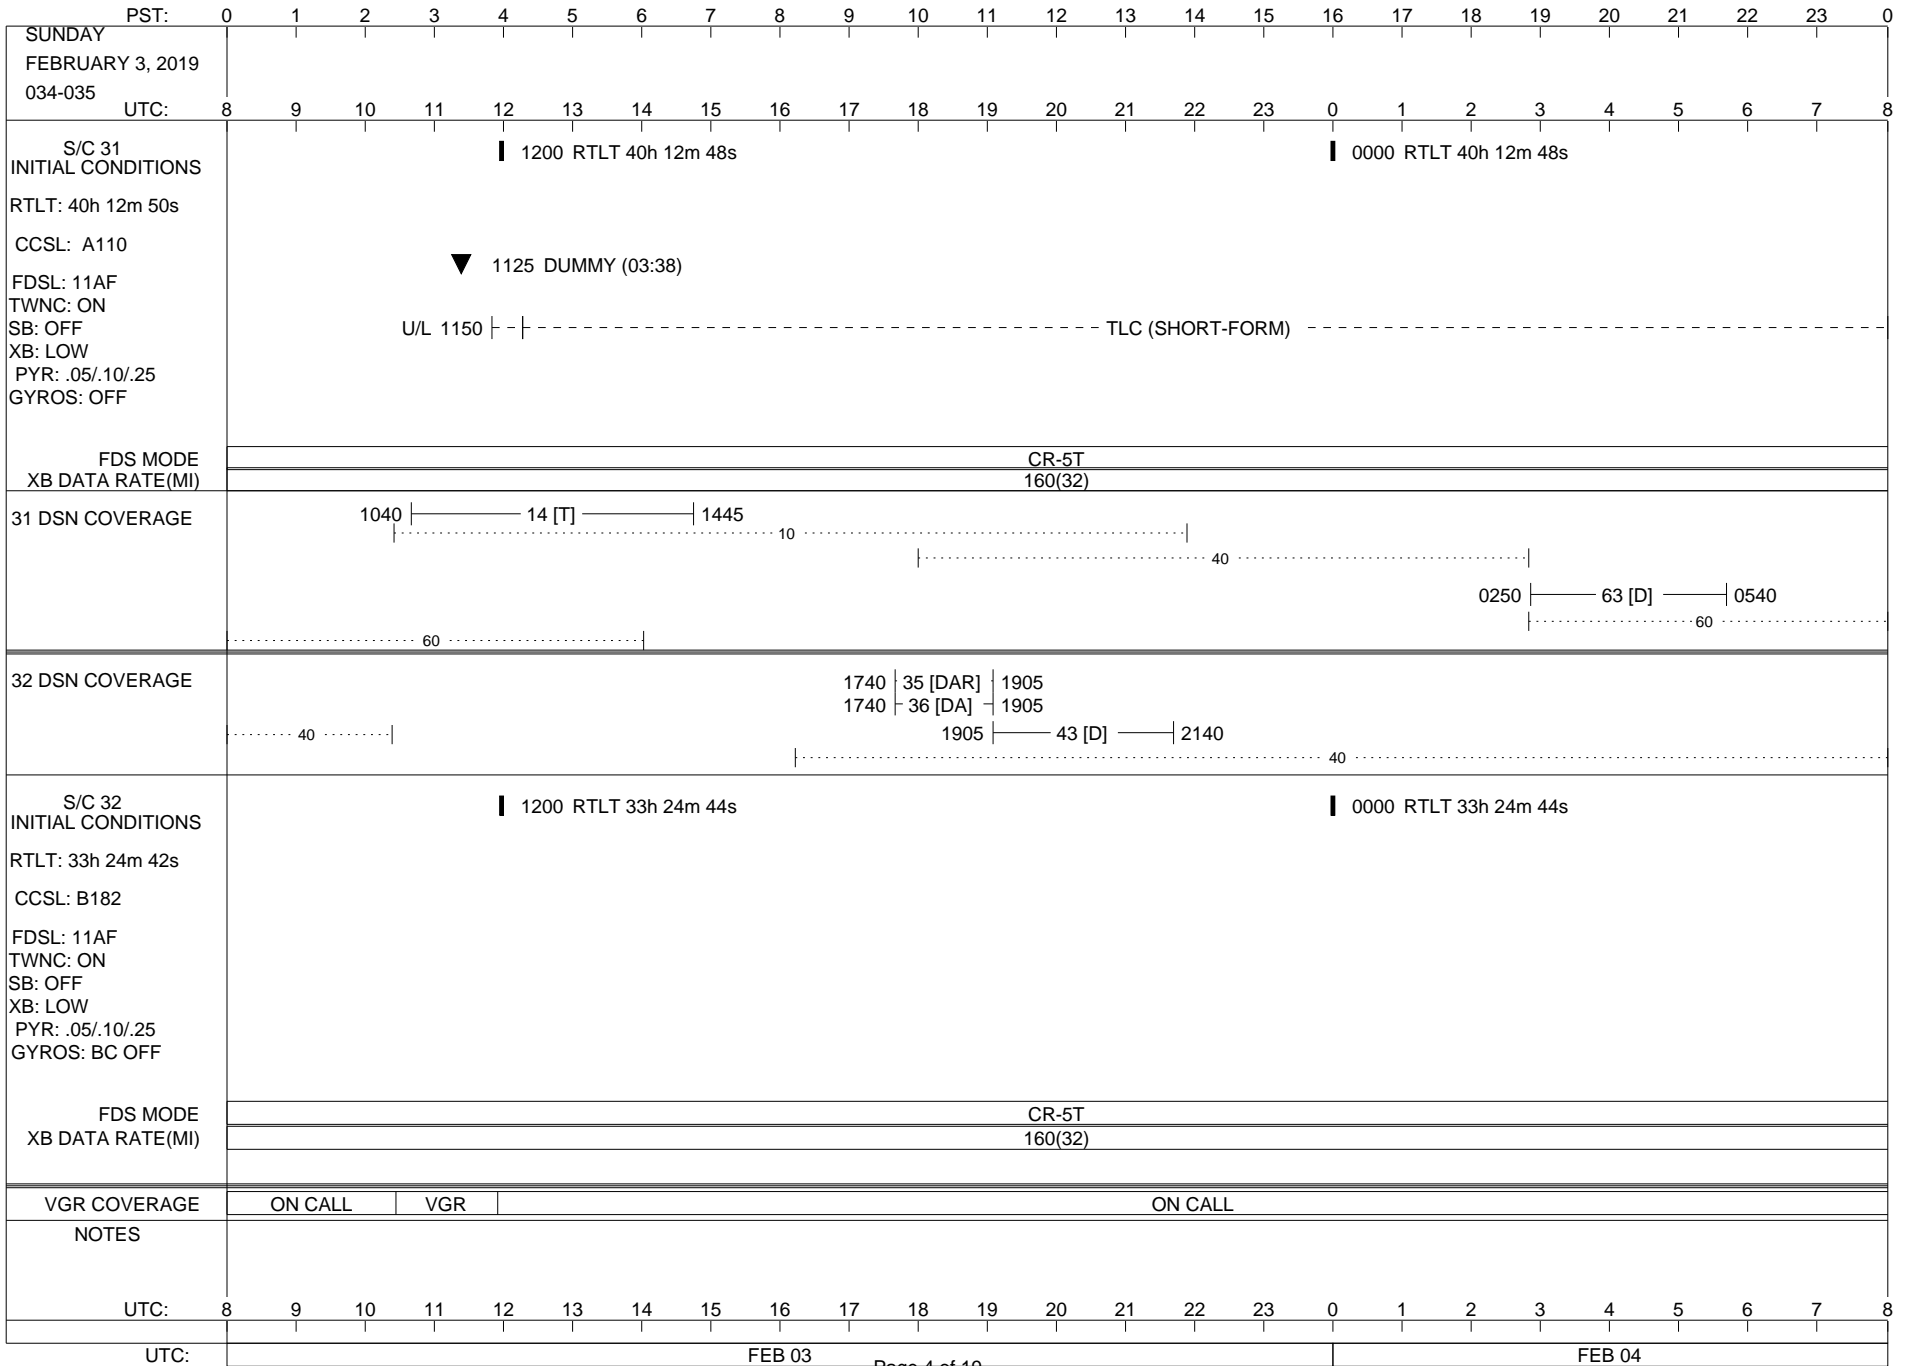 PST: 0 1 2 3 4 5 6 7 8 9 10 11 12 13 14 15 16 17 18 19 20 21 22 23 0
SUNDAY
FEBRUARY 3, 2019
034-035
UTC: 8 9 10 11 12 13 14 15 16 17 18 19 20 21 22 23 0 1 2 3 4 5 6 7 8
S/C 31
INITIAL CONDITIONS
1200 RTLT 40h 12m 48s
0000 RTLT 40h 12m 48s
RTLT: 40h 12m 50s
CCSL: A110
1125 DUMMY (03:38)
FDSL: 11AF
TWNC: ON
SB: OFF
U/L 1150
TLC (SHORT-FORM)
XB: LOW
PYR: .05/.10/.25
GYROS: OFF
FDS MODE
CR-5T
XB DATA RATE(MI)
160(32)
31 DSN COVERAGE
1040 14 [T] 1445
10
40
0250 63 [D] 0540
60
60
32 DSN COVERAGE
1740 35 [DAR] 1905
1740 36 [DA] 1905
40
1905 43 [D] 2140
40
S/C 32
INITIAL CONDITIONS
1200 RTLT 33h 24m 44s
0000 RTLT 33h 24m 44s
RTLT: 33h 24m 42s
CCSL: B182
FDSL: 11AF
TWNC: ON
SB: OFF
XB: LOW
PYR: .05/.10/.25
GYROS: BC OFF
FDS MODE
CR-5T
XB DATA RATE(MI)
160(32)
VGR COVERAGE
ON CALL
VGR
ON CALL
NOTES
UTC: 8 9 10 11 12 13 14 15 16 17 18 19 20 21 22 23 0 1 2 3 4 5 6 7 8
UTC: FEB 03 FEB 04
Page 4 of 19